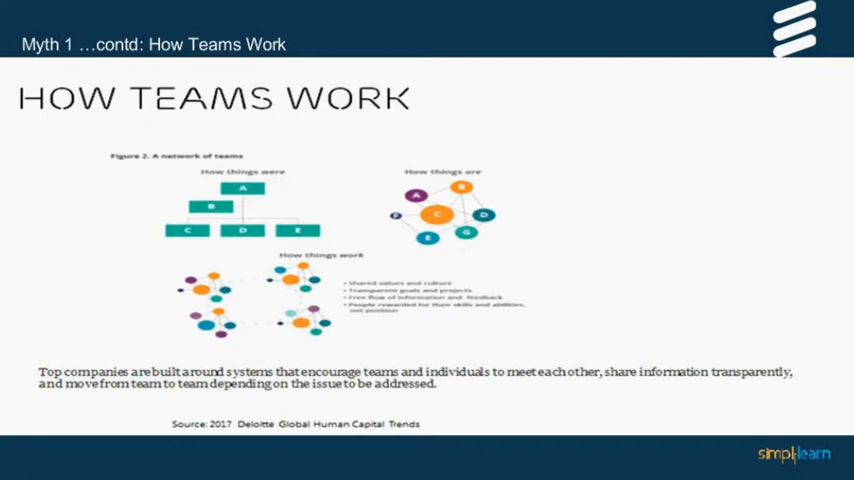 Myth 1 …contd: How Teams Work
HOW TEAMS WORK
Figure 2. A network of teams
How things were
How things are
A
B
C D E
A
B
C
D
E
F
G
How things work
• Shared values and culture
• Transparent goals and projects
• Free flow of information and feedback
• People rewarded for their skills and abilities,
not position
Top companies are built around systems that encourage teams and individuals to meet each other, share information transparently,
and move from team to team depending on the issue to be addressed.
Source: 2017 Deloitte Global Human Capital Trends
simplilearn